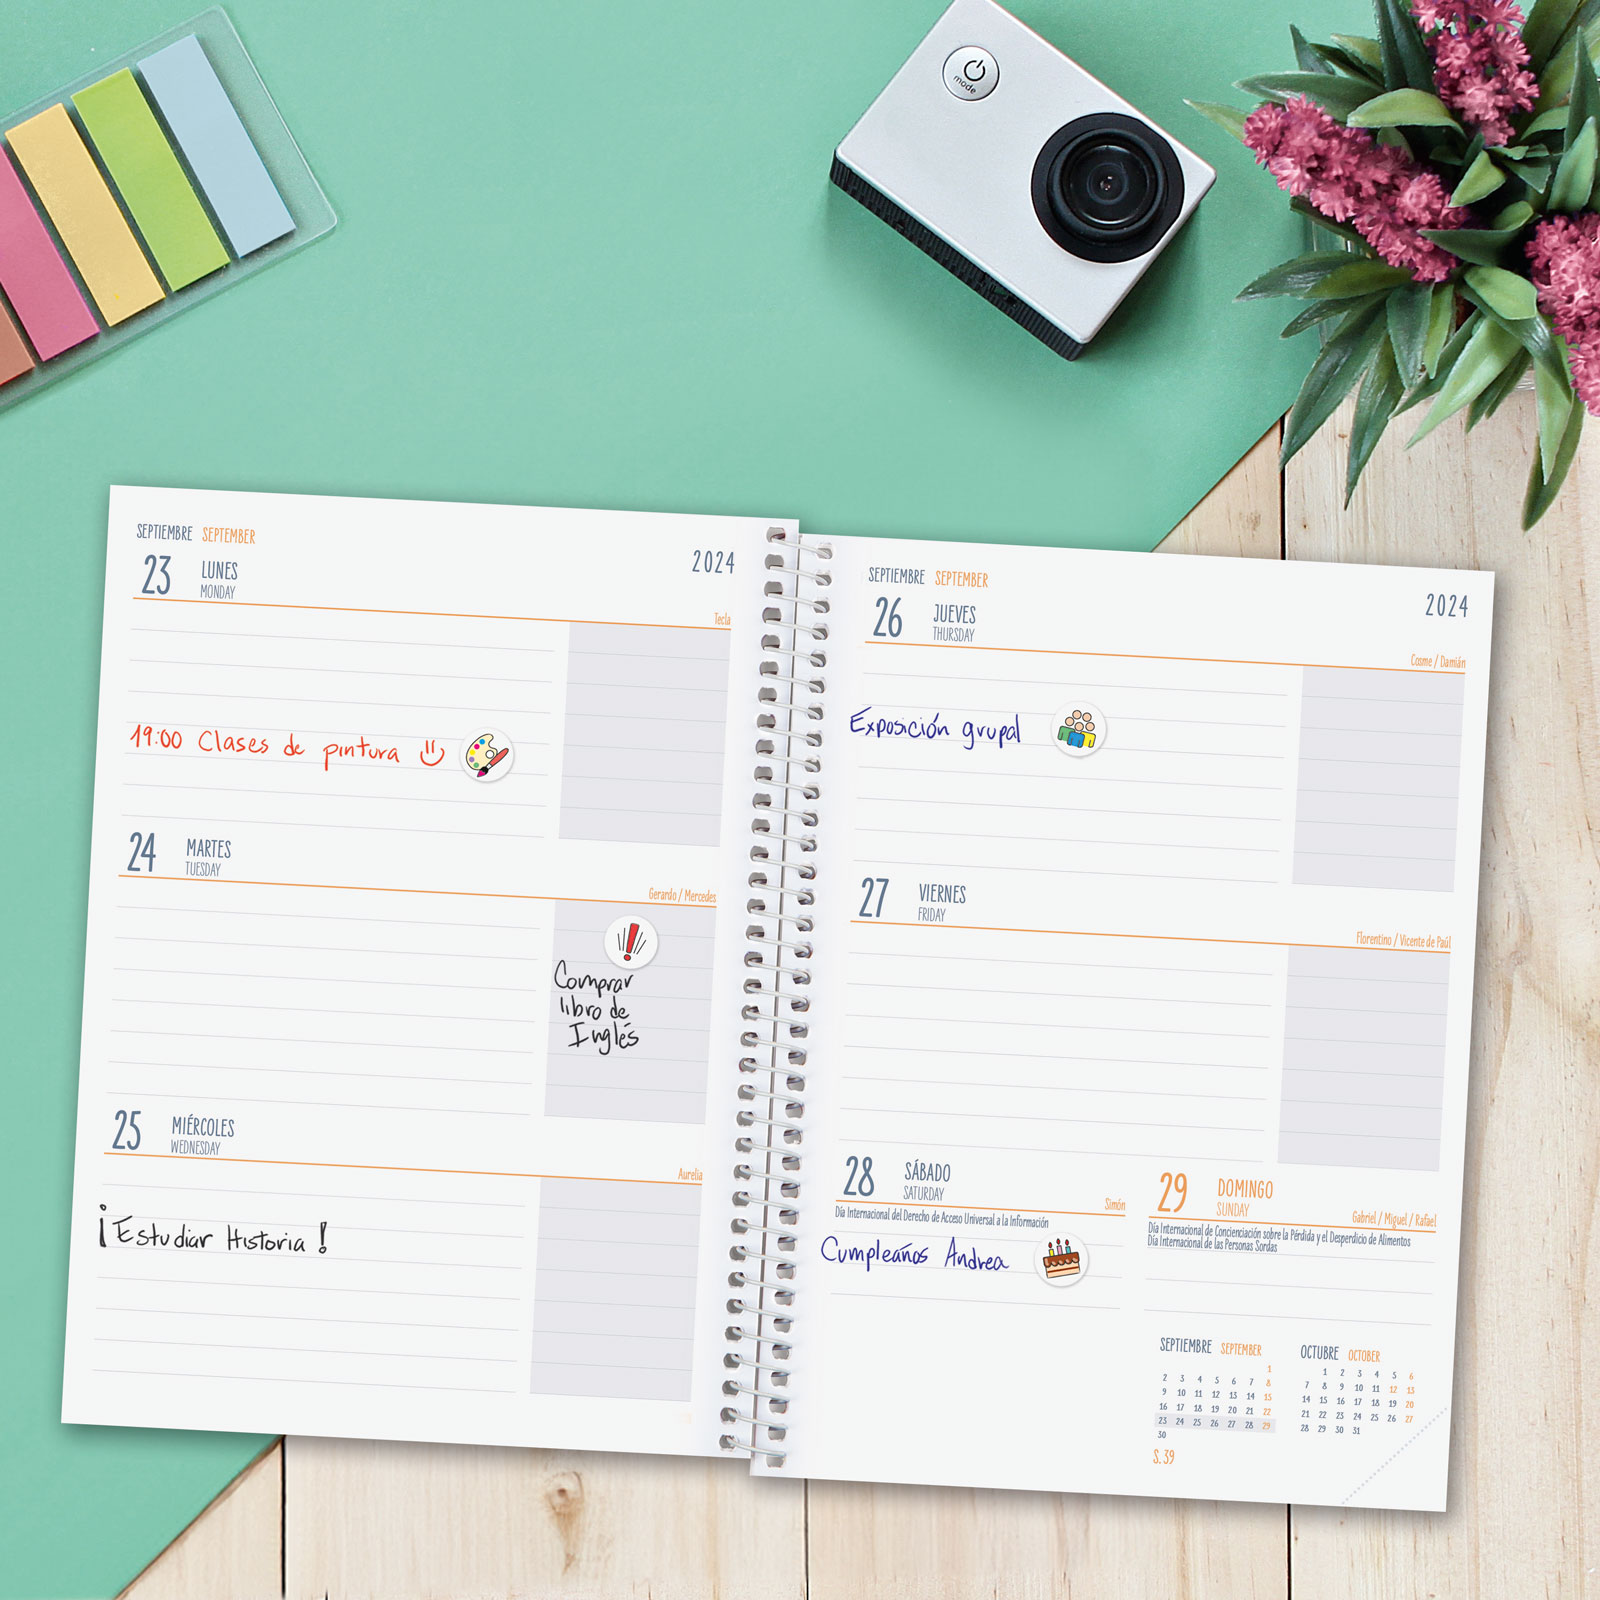 mode
SEPTIEMBRE SEPTEMBER
2024
23 LUNES
MONDAY
Tecla
19:00 Clases de pintura
24 MARTES
TUESDAY
Gerardo / Mercedes
Comprar
libro de
Inglés
25 MIÉRCOLES
WEDNESDAY
Aurelia
¡Estudiar Historia!
SEPTIEMBRE SEPTEMBER
2024
26 JUEVES
THURSDAY
Cosme / Damián
Exposición grupal
27 VIERNES
FRIDAY
Florentino / Vicente de Paúl
28 SÁBADO
SATURDAY
Simón
Día Internacional del Derecho de Acceso Universal a la Información
Cumpleaños Andrea
29 DOMINGO
SUNDAY
Gabriel / Miguel / Rafael
Día Internacional de Concienciación sobre la Pérdida y el Desperdicio de Alimentos
Día Internacional de las Personas Sordas
SEPTIEMBRE SEPTEMBER
1
2 3 4 5 6 7 8
9 10 11 12 13 14 15
16 17 18 19 20 21 22
23 24 25 26 27 28 29
30
S. 39
OCTUBRE OCTOBER
1 2 3 4 5 6
7 8 9 10 11 12 13
14 15 16 17 18 19 20
21 22 23 24 25 26 27
28 29 30 31